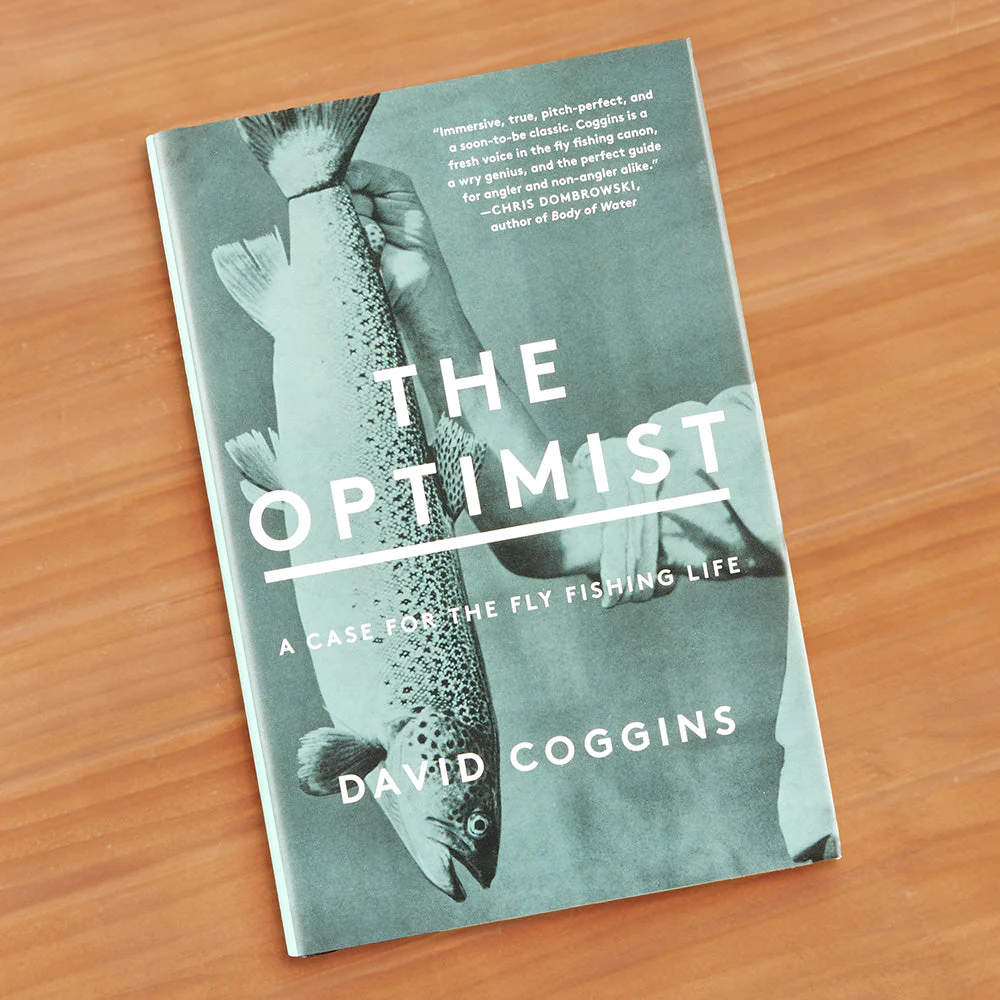 “Immersive, true, pitch-perfect, and
a soon-to-be classic. Coggins is a
fresh voice in the fly fishing canon,
a wry genius, and the perfect guide
for angler and non-angler alike.”
—CHRIS DOMBROWSKI,
author of Body of Water
THE
OPTIMIST
A CASE FOR THE FLY FISHING LIFE
DAVID COGGINS